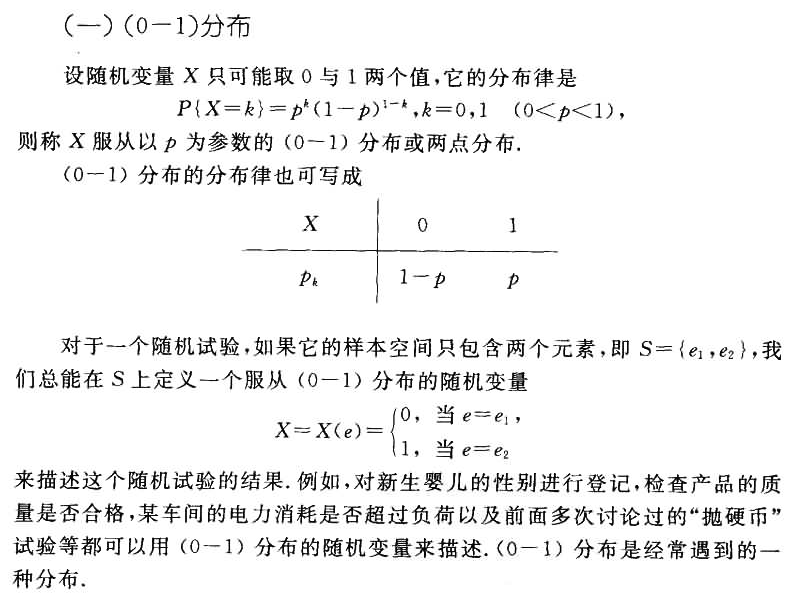 (一)(0－1)分布
设随机变量 X 只可能取 0 与 1 两个值,它的分布律是
P{X=k}=pᵏ(1－p)¹⁻ᵏ,k=0,1 (0<p<1),
则称 X 服从以 p 为参数的 (0－1) 分布或两点分布.
(0－1) 分布的分布律也可写成
X 0 1
pₖ 1－p p
对于一个随机试验,如果它的样本空间只包含两个元素,即 S={e₁,e₂},我
们总能在 S 上定义一个服从 (0－1) 分布的随机变量
X=X(e)={0, 当 e=e₁,
1, 当 e=e₂
来描述这个随机试验的结果. 例如,对新生婴儿的性别进行登记,检查产品的质
量是否合格,某车间的电力消耗是否超过负荷以及前面多次讨论过的“抛硬币”
试验等都可以用 (0－1) 分布的随机变量来描述. (0－1) 分布是经常遇到的一
种分布.